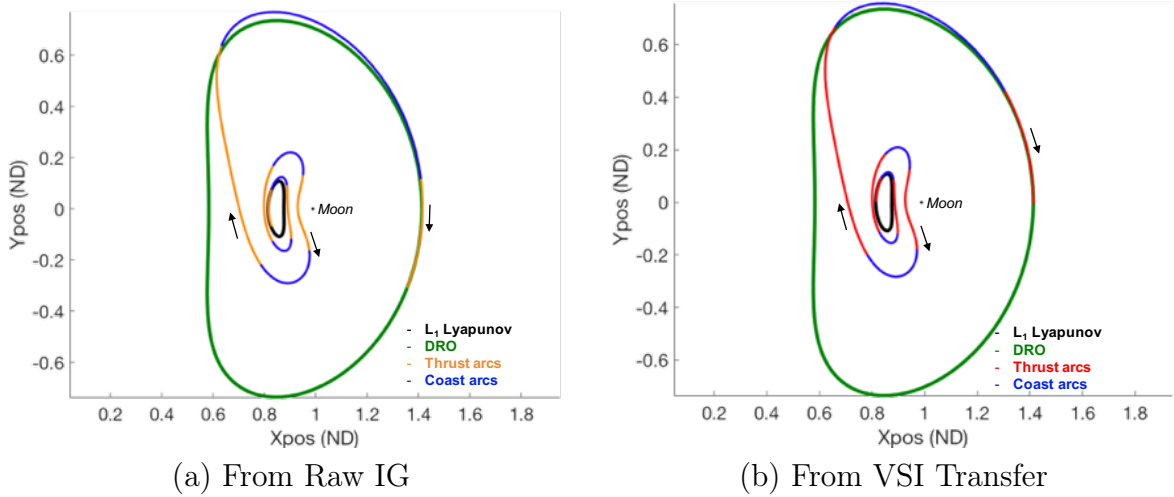 0.6
0.4
0.2
0
-0.2
-0.4
-0.6
Ypos (ND)
Moon
- L₁ Lyapunov
- DRO
- Thrust arcs
- Coast arcs
0.2 0.4 0.6 0.8 1 1.2 1.4 1.6 1.8
Xpos (ND)
(a) From Raw IG
0.6
0.4
0.2
0
-0.2
-0.4
-0.6
Ypos (ND)
Moon
- L₁ Lyapunov
- DRO
- Thrust arcs
- Coast arcs
0.2 0.4 0.6 0.8 1 1.2 1.4 1.6 1.8
Xpos (ND)
(b) From VSI Transfer